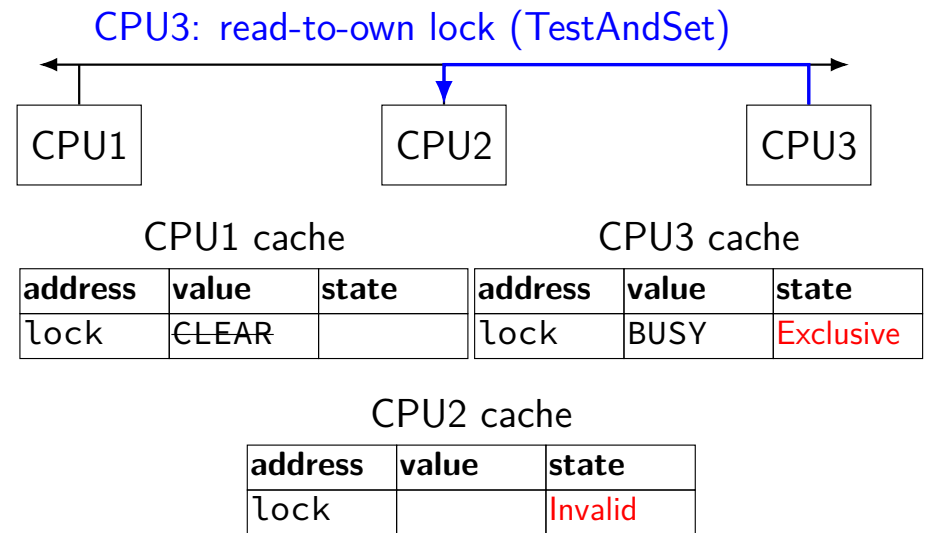 CPU3: read-to-own lock (TestAndSet)
CPU1 CPU2 CPU3
CPU1 cache
address value state
lock CLEAR
CPU3 cache
address value state
lock BUSY Exclusive
CPU2 cache
address value state
lock Invalid